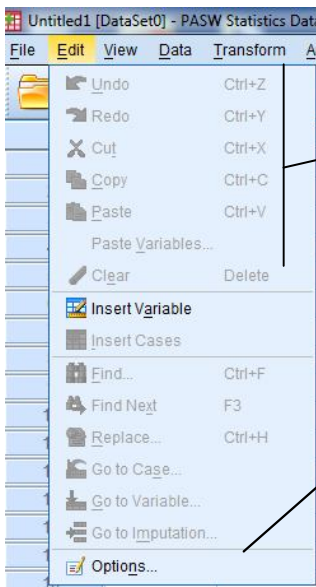 Untitled1 [DataSet0] - PASW Statistics Data
File Edit View Data Transform A
Undo Ctrl+Z
Redo Ctrl+Y
Cut Ctrl+X
Copy Ctrl+C
Paste Ctrl+V
Paste Variables...
Clear Delete
Insert Variable
Insert Cases
Find... Ctrl+F
Find Next F3
Replace... Ctrl+H
Go to Case...
Go to Variable...
Go to Imputation...
Options...